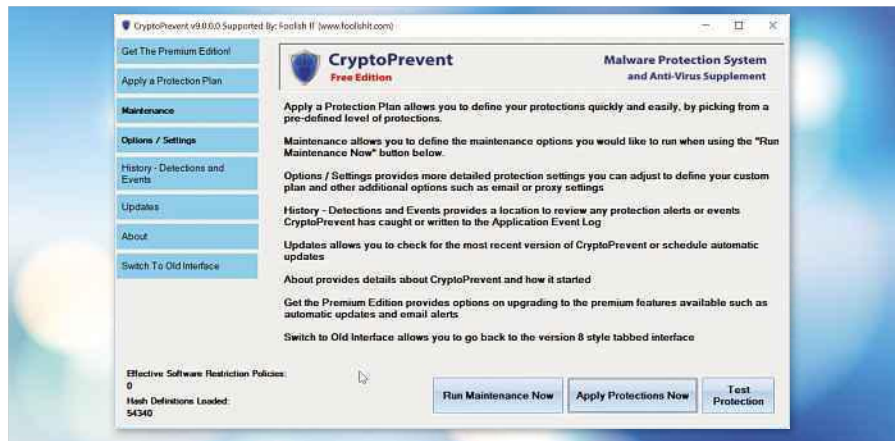 CryptoPrevent v9.0.0.0 Supported By: Foolish IT (www.foolishit.com)
Get The Premium Edition!
Apply a Protection Plan
Maintenance
Options / Settings
History - Detections and
Events
Updates
About
Switch To Old Interface
CryptoPrevent
Free Edition
Malware Protection System
and Anti-Virus Supplement
Apply a Protection Plan allows you to define your protections quickly and easily, by picking from a
pre-defined level of protections.
Maintenance allows you to define the maintenance options you would like to run when using the "Run
Maintenance Now" button below.
Options / Settings provides more detailed protection settings you can adjust to define your custom
plan and other additional options such as email or proxy settings
History - Detections and Events provides a location to review any protection alerts or events
CryptoPrevent has caught or written to the Application Event Log
Updates allows you to check for the most recent version of CryptoPrevent or schedule automatic
updates
About provides details about CryptoPrevent and how it started
Get the Premium Edition provides options on upgrading to the premium features available such as
automatic updates and email alerts
Switch to Old Interface allows you to go back to the version 8 style tabbed interface
Effective Software Restriction Policies:
0
Hash Definitions Loaded:
54340
Run Maintenance Now
Apply Protections Now
Test
Protection